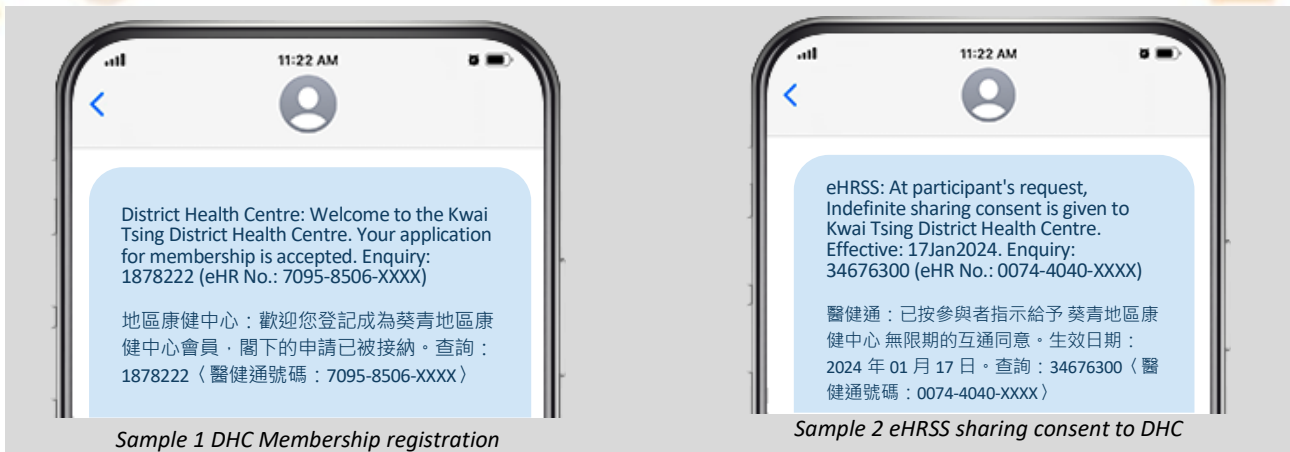 11:22 AM
District Health Centre: Welcome to the Kwai
Tsing District Health Centre. Your application
for membership is accepted. Enquiry:
1878222 (eHR No.: 7095-8506-XXXX)
地區康健中心：歡迎您登記成為葵青地區康
健中心會員，閣下的申請已被接納。查詢：
1878222〈醫健通號碼：7095-8506-XXXX〉
Sample 1 DHC Membership registration
11:22 AM
eHRSS: At participant's request,
Indefinite sharing consent is given to
Kwai Tsing District Health Centre.
Effective: 17Jan2024. Enquiry:
34676300 (eHR No.: 0074-4040-XXXX)
醫健通：已按參與者指示給予 葵青地區康
健中心 無限期的互通同意。生效日期：
2024 年 01 月 17 日。查詢：34676300〈醫
健通號碼：0074-4040-XXXX〉
Sample 2 eHRSS sharing consent to DHC